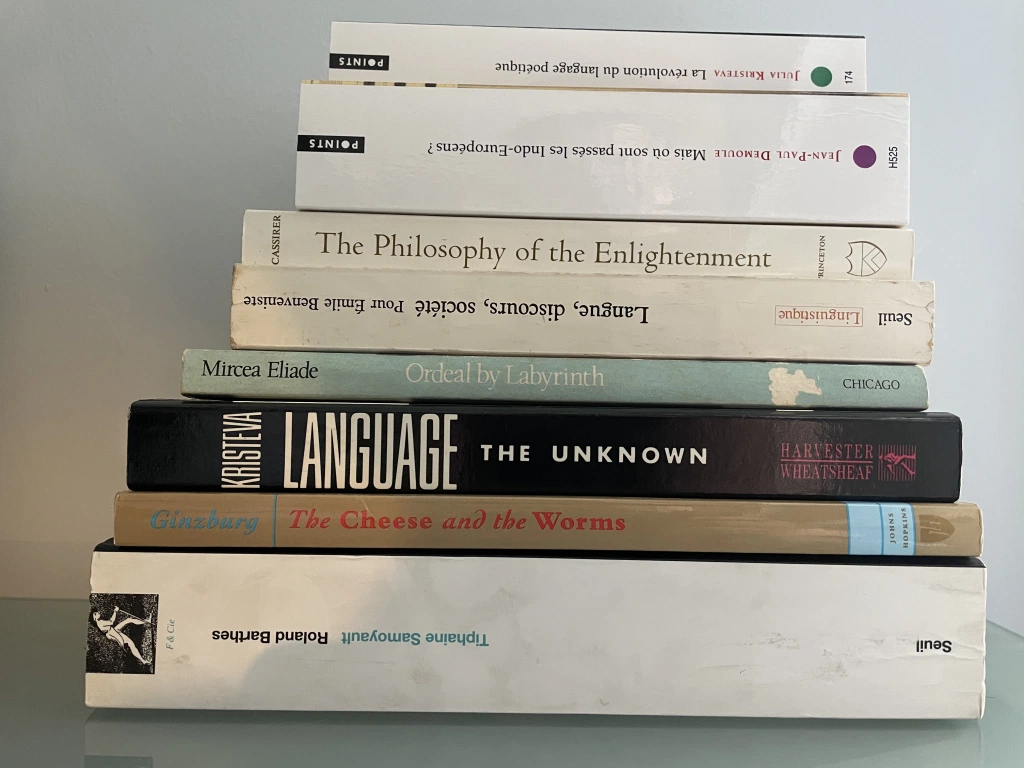 JULIA KRISTEVA La révolution du langage poétique POINTS
174
JEAN-PAUL DEMOULE Mais où sont passés les Indo-Européens ? POINTS
H525
CASSIRER The Philosophy of the Enlightenment PRINCETON
Seuil Linguistique Langue, discours, société Pour Émile Benveniste
Mircea Eliade Ordeal by Labyrinth CHICAGO
KRISTEVA LANGUAGE THE UNKNOWN HARVESTER
WHEATSHEAF
Ginzburg The Cheese and the Worms JOHNS
HOPKINS
Seuil Tiphaine Samoyault Roland Barthes F & Cie